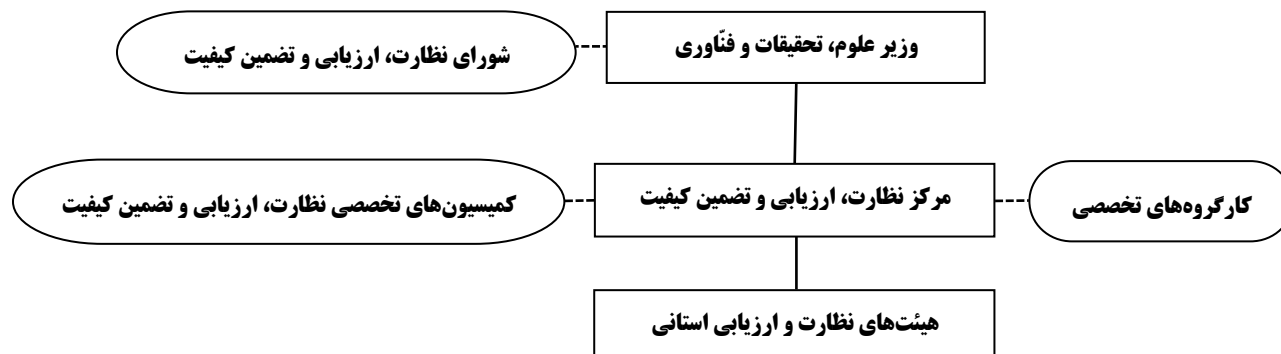 وزیر علوم، تحقیقات و فنّاوری
شورای نظارت، ارزیابی و تضمین کیفیت
کارگروه‌های تخصصی
مرکز نظارت، ارزیابی و تضمین کیفیت
کمیسیون‌های تخصصی نظارت، ارزیابی و تضمین کیفیت
هیئت‌های نظارت و ارزیابی استانی